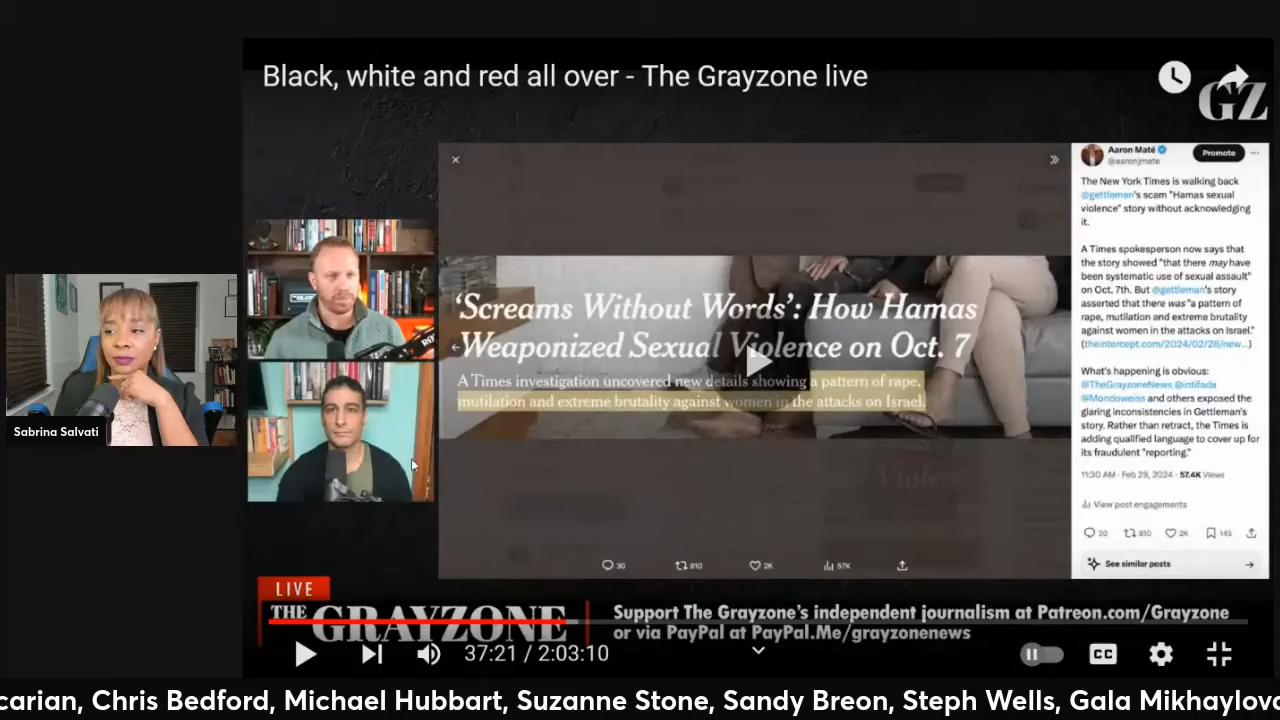 Black, white and red all over - The Grayzone live
GZ
Aaron Maté
@aaronjmate
Promote
The New York Times is walking back
@gettleman's scam "Hamas sexual
violence" story without acknowledging
it.
A Times spokesperson now says that
the story showed "that there may have
been systematic use of sexual assault"
on Oct. 7th. But @gettleman's story
asserted that there was "a pattern of
rape, mutilation and extreme brutality
against women in the attacks on Israel."
(theintercept.com/2024/02/28/new...)
What's happening is obvious:
@TheGrayzoneNews @intifada
@Mondoweiss and others exposed the
glaring inconsistencies in Gettleman's
story. Rather than retract, the Times is
adding qualified language to cover up for
its fraudulent "reporting."
11:30 AM · Feb 29, 2024 · 57.4K Views
View post engagements
20 810 2K 145
See similar posts
'Screams Without Words': How Hamas
Weaponized Sexual Violence on Oct. 7
A Times investigation uncovered new details showing a pattern of rape,
mutilation and extreme brutality against women in the attacks on Israel.
30 810 2K 57K
Sabrina Salvati
LIVE
THE GRAYZONE
Support The Grayzone's independent journalism at Patreon.com/Grayzone
or via PayPal at PayPal.Me/grayzonenews
37:21 / 2:03:10
CC
carian, Chris Bedford, Michael Hubbart, Suzanne Stone, Sandy Breon, Steph Wells, Gala Mikhaylov